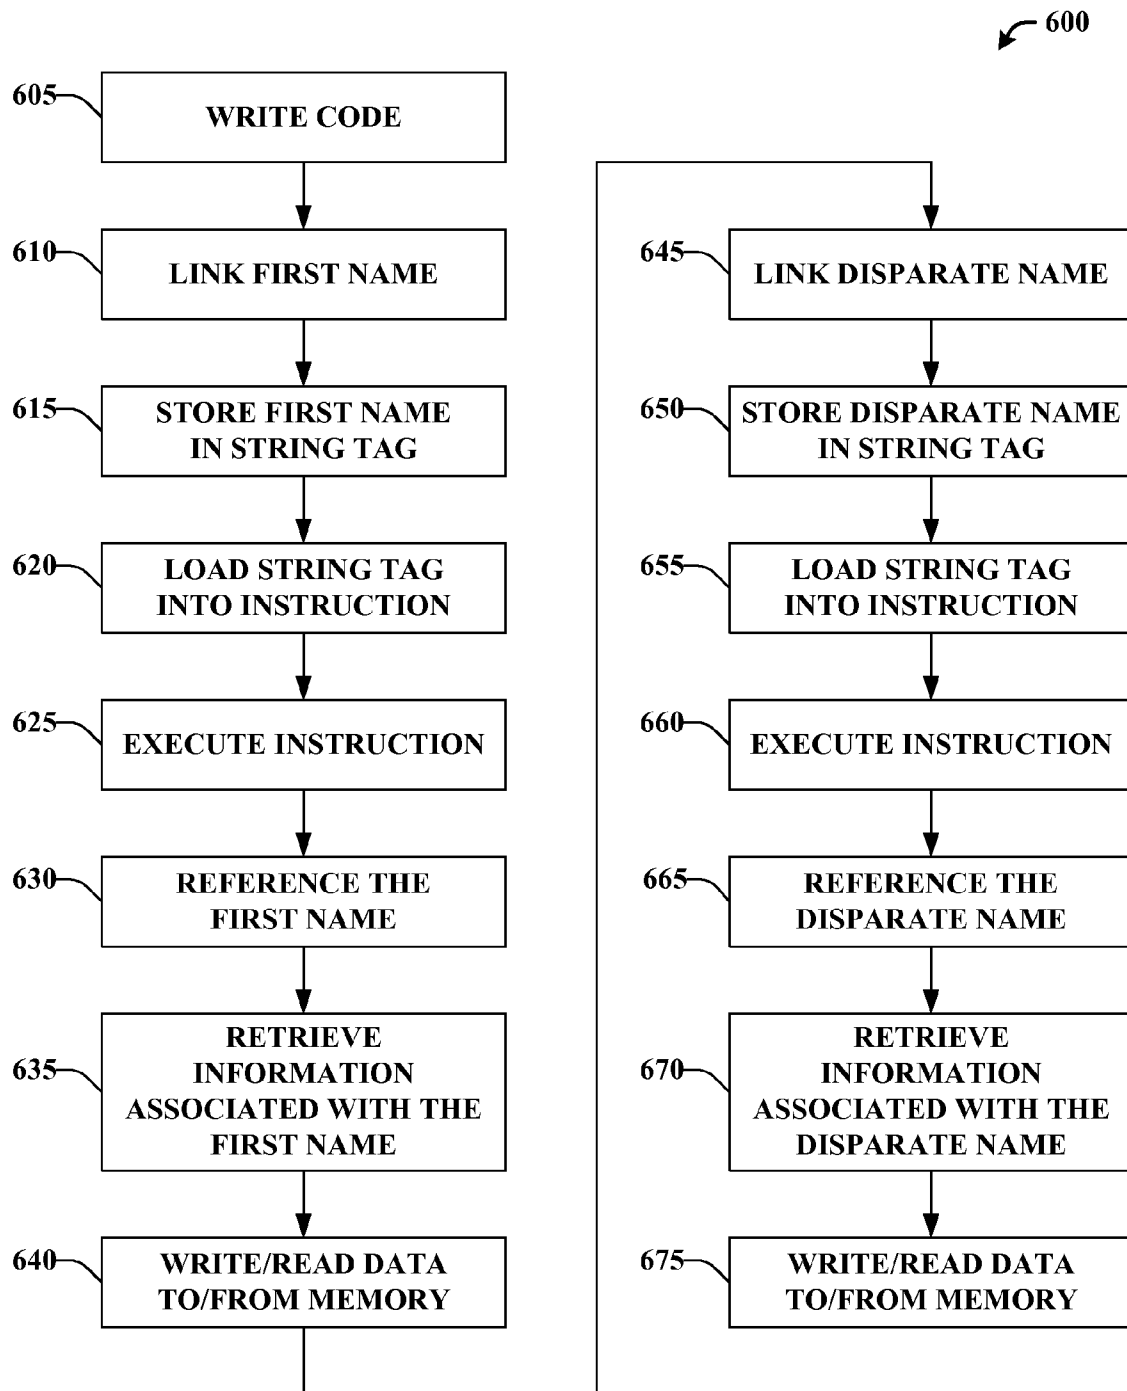 600
605
WRITE CODE
610
LINK FIRST NAME
615
STORE FIRST NAME
IN STRING TAG
620
LOAD STRING TAG
INTO INSTRUCTION
625
EXECUTE INSTRUCTION
630
REFERENCE THE
FIRST NAME
635
RETRIEVE
INFORMATION
ASSOCIATED WITH THE
FIRST NAME
640
WRITE/READ DATA
TO/FROM MEMORY
645
LINK DISPARATE NAME
650
STORE DISPARATE NAME
IN STRING TAG
655
LOAD STRING TAG
INTO INSTRUCTION
660
EXECUTE INSTRUCTION
665
REFERENCE THE
DISPARATE NAME
670
RETRIEVE
INFORMATION
ASSOCIATED WITH THE
DISPARATE NAME
675
WRITE/READ DATA
TO/FROM MEMORY